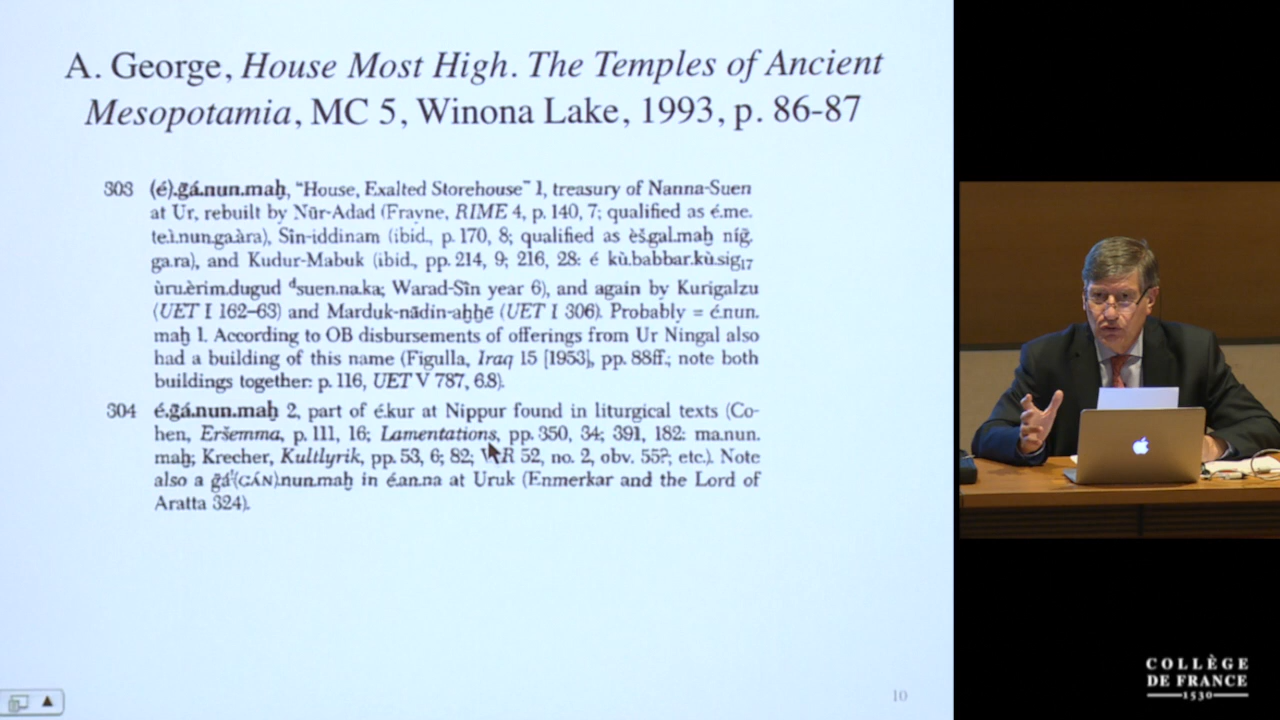 A. George, House Most High. The Temples of Ancient
Mesopotamia, MC 5, Winona Lake, 1993, p. 86-87
303 (é).g̃á.nun.maḫ, "House, Exalted Storehouse" 1, treasury of Nanna-Suen
at Ur, rebuilt by Nūr-Adad (Frayne, RIME 4, p. 140, 7; qualified as é.me.
te.ì.nun.ga.àra), Sîn-iddinam (ibid., p. 170, 8; qualified as èš.gal.maḫ níg̃.
ga.ra), and Kudur-Mabuk (ibid., pp. 214, 9; 216, 28: é kù.babbar.kù.sig17
ùru.èrim.dugud dsuen.na.ka; Warad-Sîn year 6), and again by Kurigalzu
(UET I 162–63) and Marduk-nādin-aḫḫē (UET I 306). Probably = é.nun.
maḫ 1. According to OB disbursements of offerings from Ur Ningal also
had a building of this name (Figulla, Iraq 15 [1953], pp. 88ff.; note both
buildings together: p. 116, UET V 787, 6.8).
304 é.g̃á.nun.maḫ 2, part of é.kur at Nippur found in liturgical texts (Co-
hen, Eršemma, p. 111, 16; Lamentations, pp. 350, 34; 391, 182: ma.nun.
maḫ; Krecher, Kultlyrik, pp. 53, 6; 82; R 52, no. 2, obv. 55?; etc.). Note
also a g̃á!(GÁN).nun.maḫ in é.an.na at Uruk (Enmerkar and the Lord of
Aratta 324).
10
COLLÈGE
DE FRANCE
1530